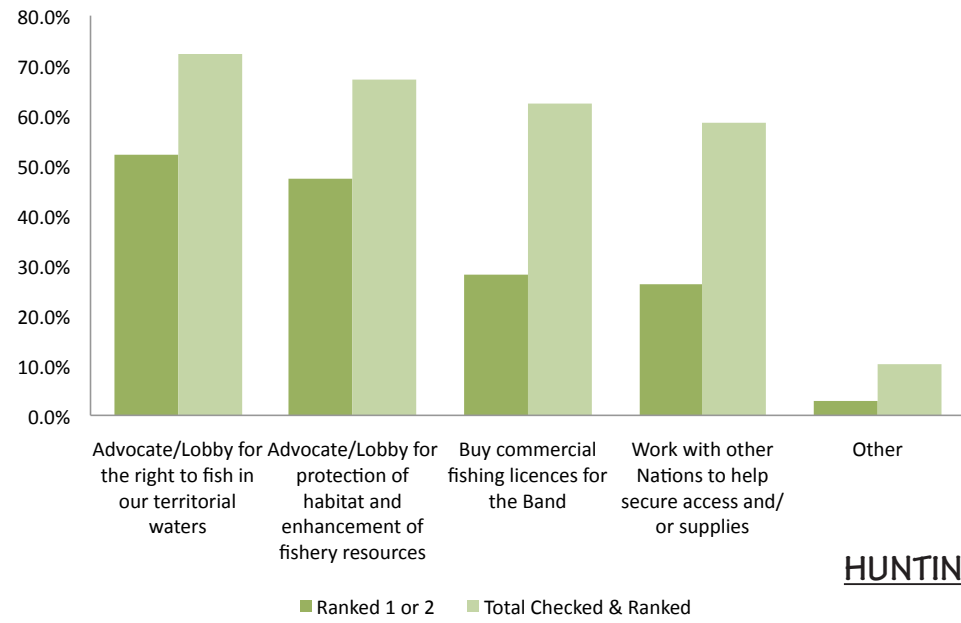 80.0%
70.0%
60.0%
50.0%
40.0%
30.0%
20.0%
10.0%
0.0%
Advocate/Lobby for
the right to fish in
our territorial
waters
Advocate/Lobby for
protection of
habitat and
enhancement of
fishery resources
Buy commercial
fishing licences for
the Band
Work with other
Nations to help
secure access and/
or supplies
Other
HUNTIN
Ranked 1 or 2
Total Checked & Ranked